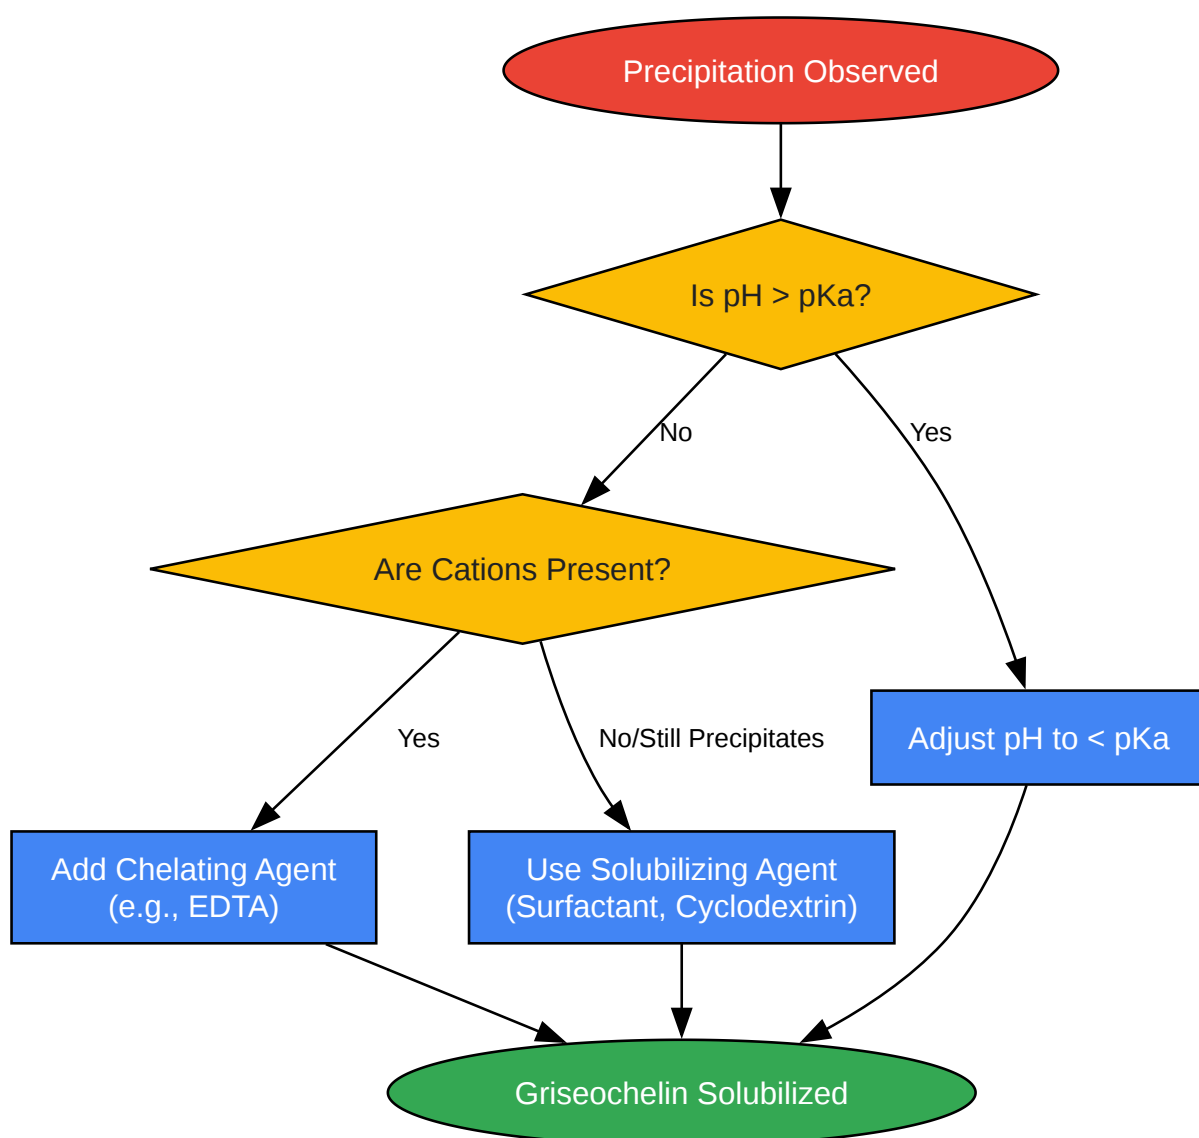 Precipitation Observed
Is pH > pKa?
No
Yes
Are Cations Present?
Yes
No/Still Precipitates
Adjust pH to < pKa
Add Chelating Agent
(e.g., EDTA)
Use Solubilizing Agent
(Surfactant, Cyclodextrin)
Griseochelin Solubilized